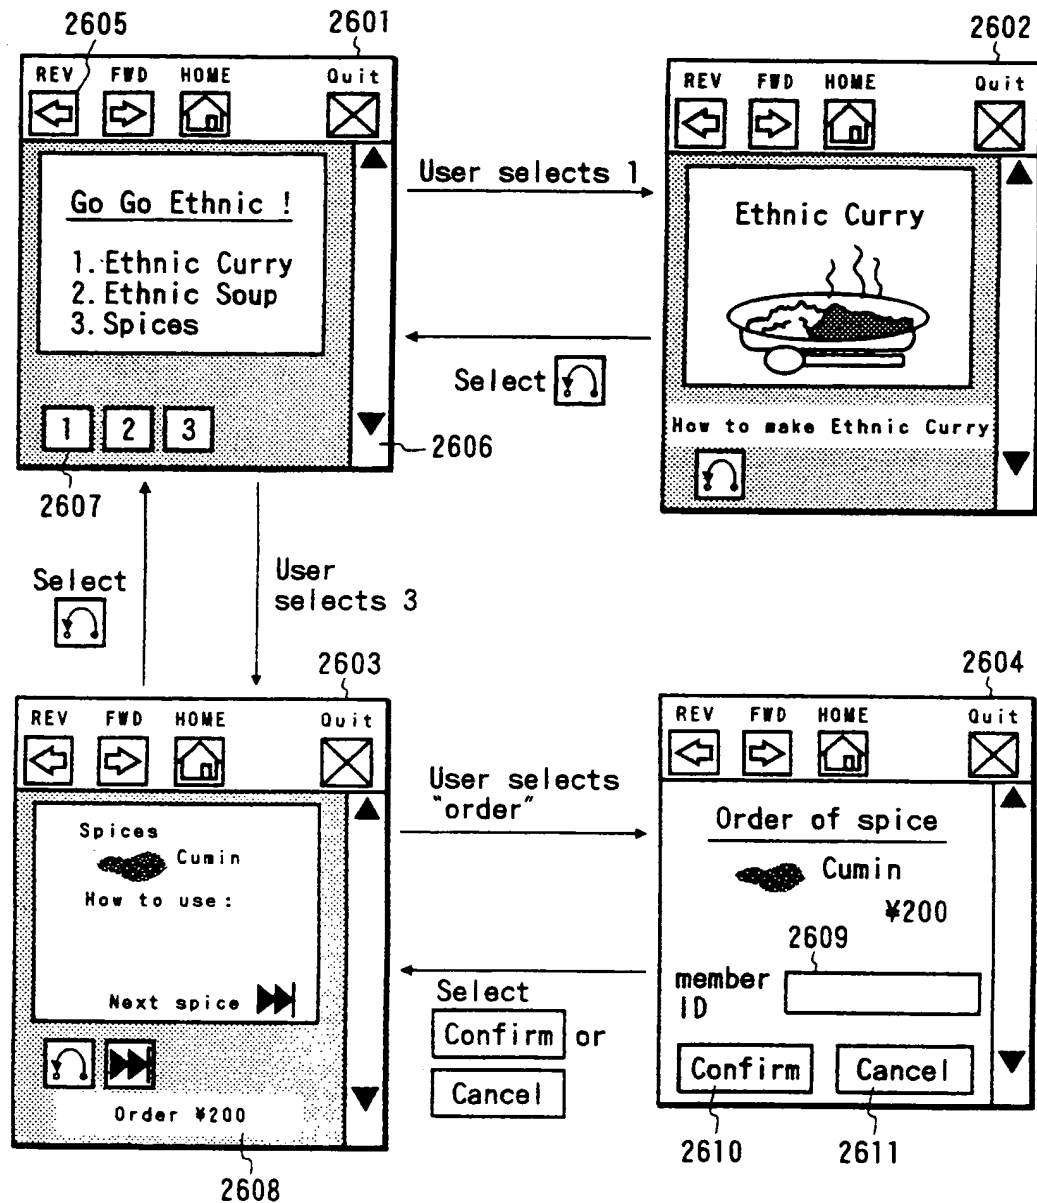 2605
2601
REV FWD HOME Quit
Go Go Ethnic !
1. Ethnic Curry
2. Ethnic Soup
3. Spices
1 2 3
2607
2606
User selects 1
Select
2602
REV FWD HOME Quit
Ethnic Curry
How to make Ethnic Curry
Select
User
selects 3
2603
REV FWD HOME Quit
Spices
Cumin
How to use:
Next spice
Order ¥200
2608
User selects
"order"
Select
Confirm or
Cancel
2604
REV FWD HOME Quit
Order of spice
Cumin
¥200
2609
member
ID
Confirm Cancel
2610
2611